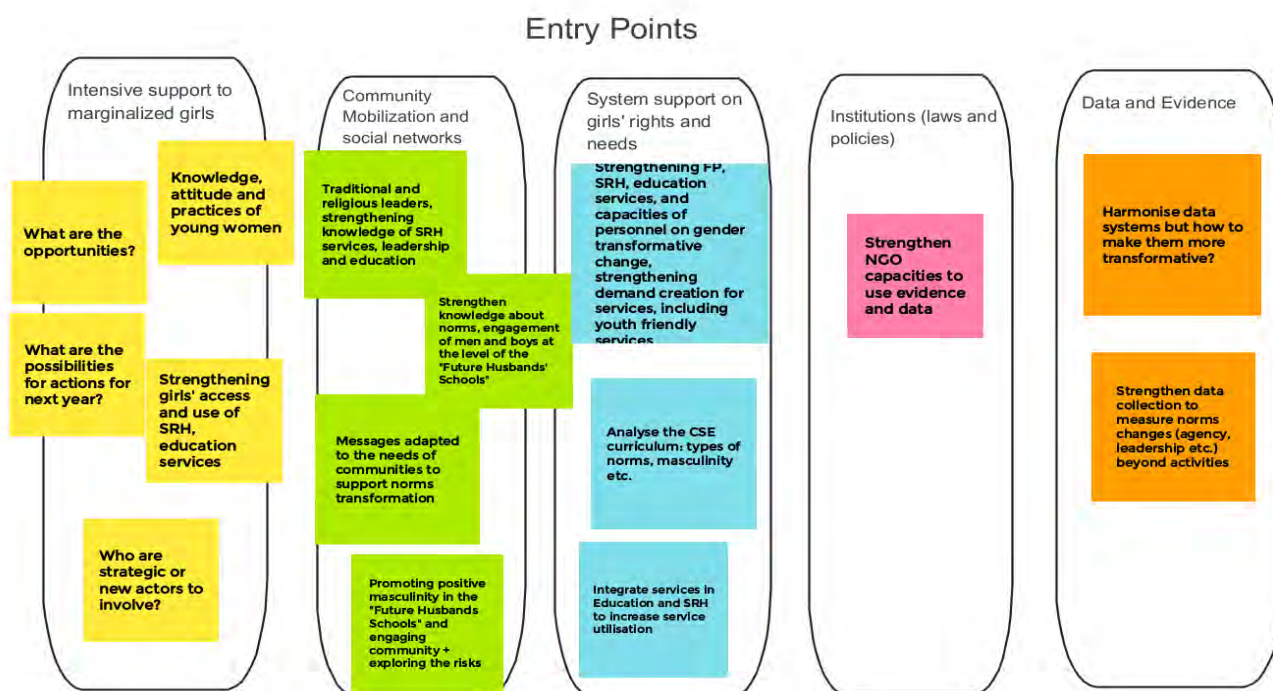 Entry Points
Intensive support to
marginalized girls
What are the
opportunities?
Knowledge,
attitude and
practices of
young women
What are the
possibilities
for actions for
next year?
Strengthening
girls' access
and use of
SRH,
education
services
Who are
strategic or
new actors to
involve?
Community
Mobilization and
social networks
Traditional and
religious leaders,
strengthening
knowledge of SRH
services, leadership
and education
Strengthen
knowledge about
norms, engagement
of men and boys at
the level of the
"Future Husbands'
Schools"
Messages adapted
to the needs of
communities to
support norms
transformation
Promoting positive
masculinity in the
"Future Husbands
Schools" and
engaging
community +
exploring the risks
System support on
girls' rights and
needs
Strengthening FP,
SRH, education
services, and
capacities of
personnel on gender
transformative
change,
strengthening
demand creation for
services, including
youth friendly
services
Analyse the CSE
curriculum: types of
norms, masculinity
etc.
Integrate services in
Education and SRH
to increase service
utilisation
Institutions (laws and
policies)
Strengthen
NGO
capacities to
use evidence
and data
Data and Evidence
Harmonise data
systems but how to
make them more
transformative?
Strengthen data
collection to
measure norms
changes (agency,
leadership etc.)
beyond activities